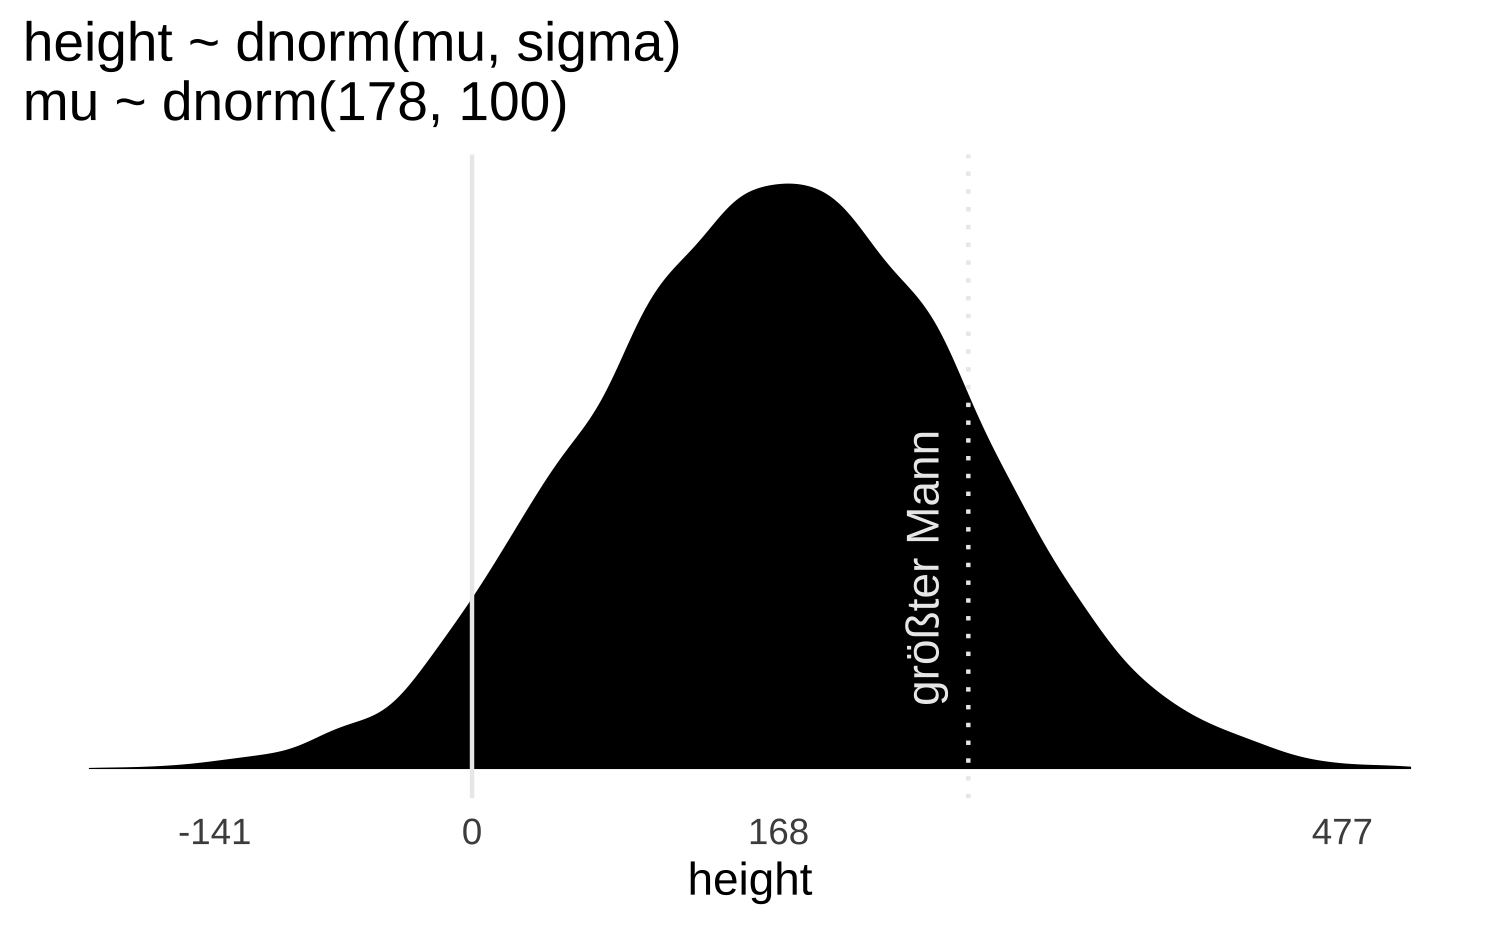 height ~ dnorm(mu, sigma)
mu ~ dnorm(178, 100)
größter Mann
-141 0 168 477
height